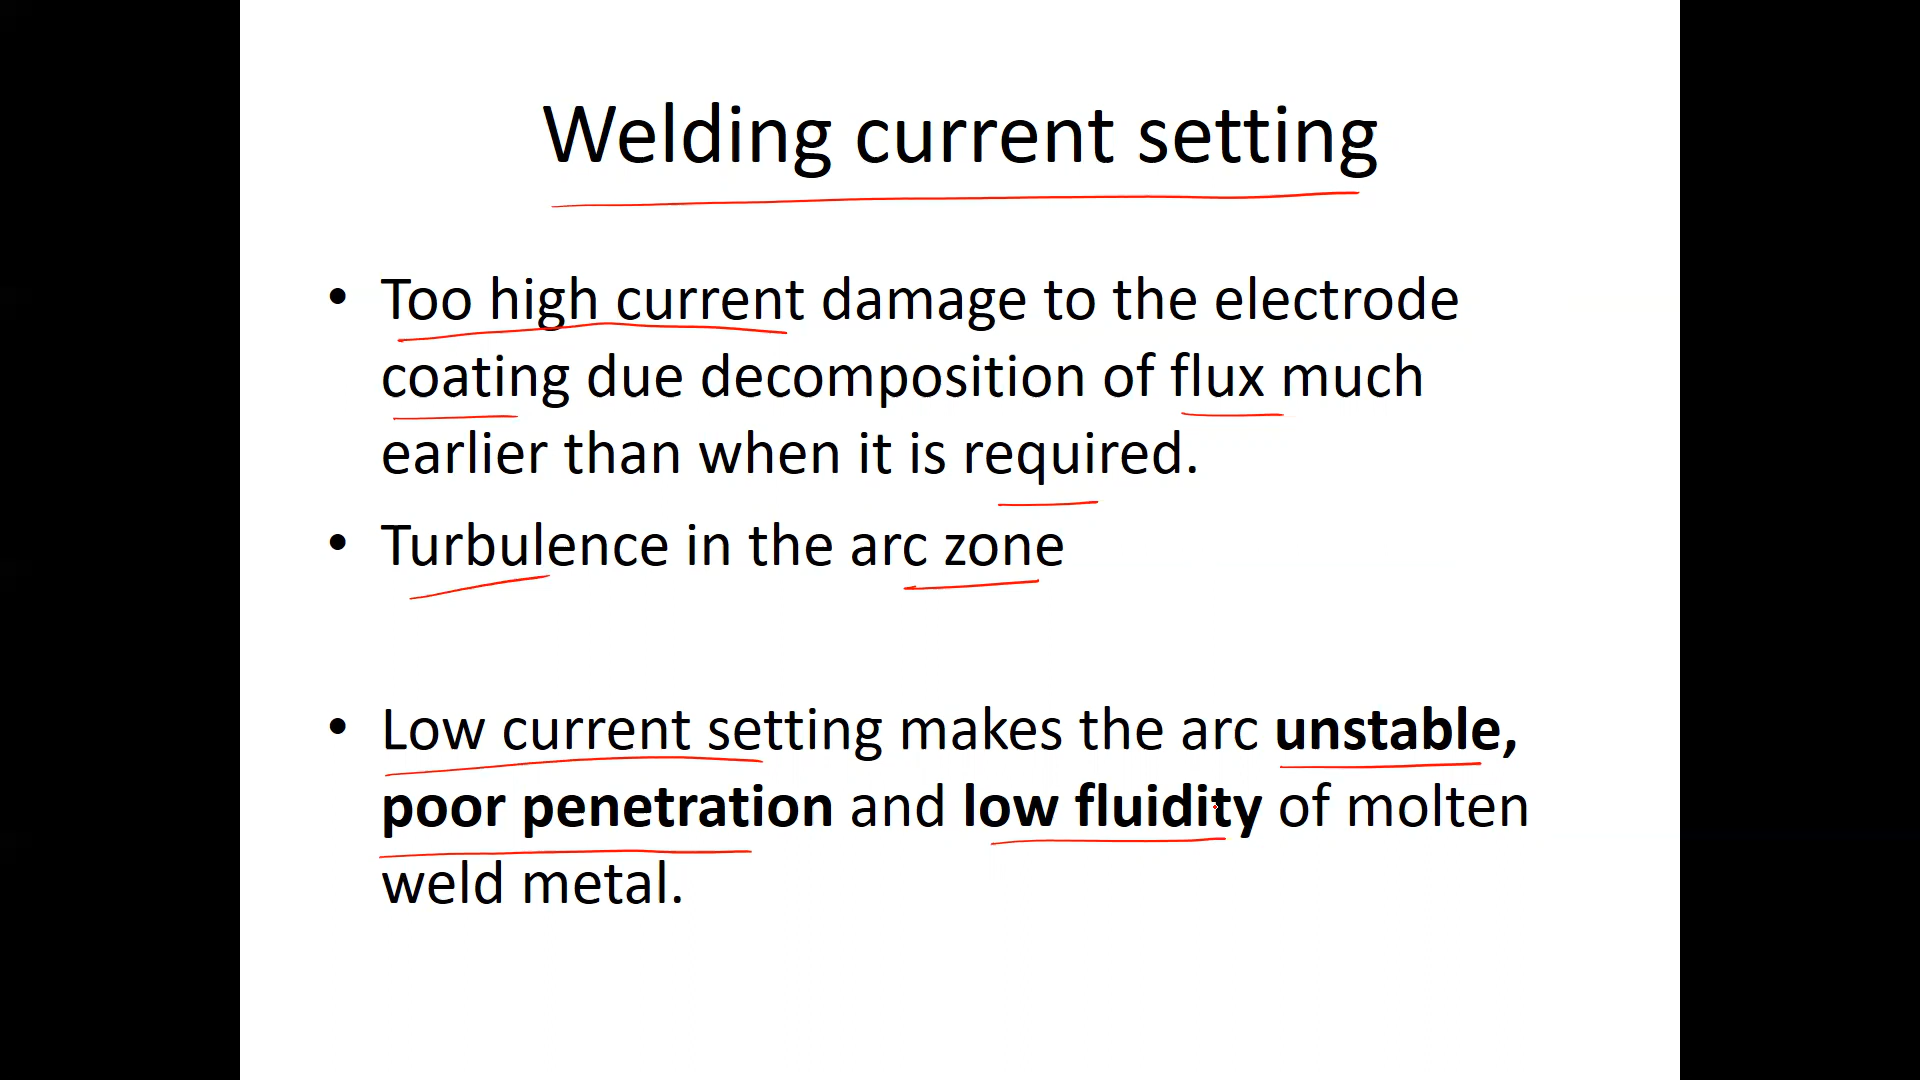 Welding current setting
• Too high current damage to the electrode
coating due decomposition of flux much
earlier than when it is required.
• Turbulence in the arc zone
• Low current setting makes the arc unstable,
poor penetration and low fluidity of molten
weld metal.